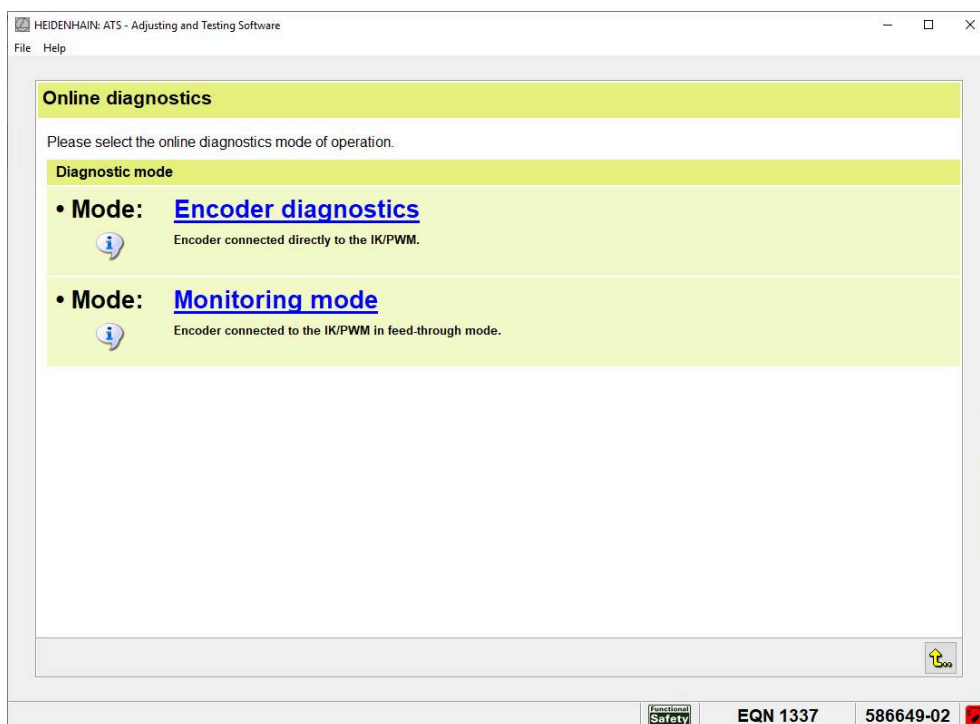 HEIDENHAIN: ATS - Adjusting and Testing Software
File Help
Online diagnostics
Please select the online diagnostics mode of operation.
Diagnostic mode
• Mode: Encoder diagnostics
Encoder connected directly to the IK/PWM.
• Mode: Monitoring mode
Encoder connected to the IK/PWM in feed-through mode.
Functional
Safety
EQN 1337
586649-02